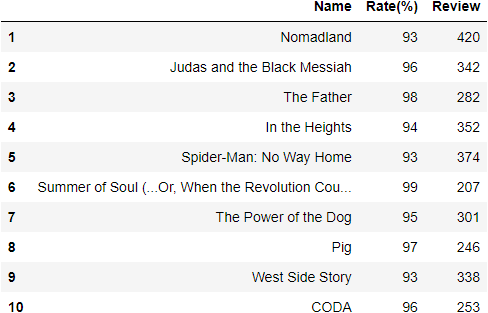 Name Rate(%) Review
1 Nomadland 93 420
2 Judas and the Black Messiah 96 342
3 The Father 98 282
4 In the Heights 94 352
5 Spider-Man: No Way Home 93 374
6 Summer of Soul (...Or, When the Revolution Cou... 99 207
7 The Power of the Dog 95 301
8 Pig 97 246
9 West Side Story 93 338
10 CODA 96 253